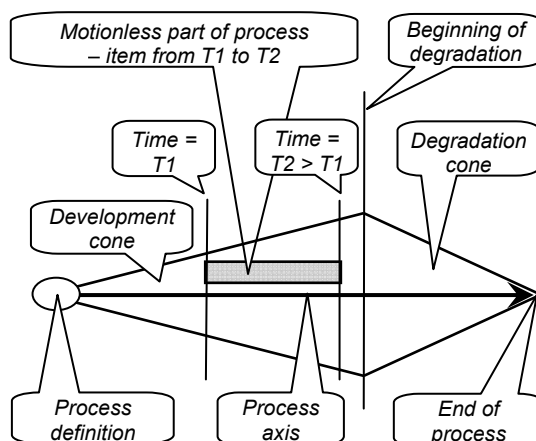 Motionless part of process
– item from T1 to T2
Beginning of
degradation
Time =
T1
Time =
T2 > T1
Degradation
cone
Development
cone
Process
definition
Process
axis
End of
process